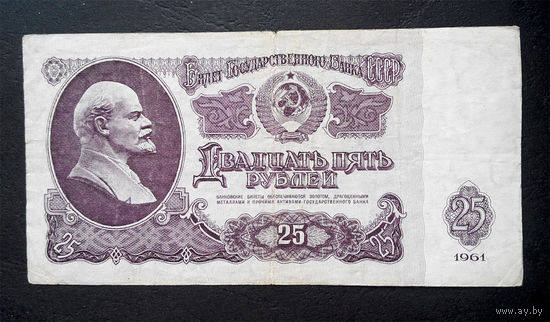 Билет Государственного Банка СССР
Двадцать пять
рублей
БАНКОВСКИЕ БИЛЕТЫ ОБЕСПЕЧИВАЮТСЯ ЗОЛОТОМ, ДРАГОЦЕННЫМИ
МЕТАЛЛАМИ И ПРОЧИМИ АКТИВАМИ ГОСУДАРСТВЕННОГО БАНКА
25
25
25
25
1961
www.ay.by